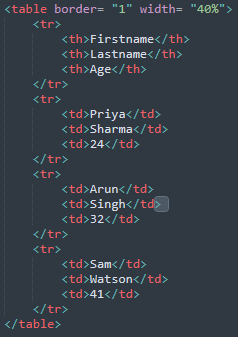 <table border= "1" width= "40%">
    <tr>
        <th>Firstname</th>
        <th>Lastname</th>
        <th>Age</th>
    </tr>
    <tr>
        <td>Priya</td>
        <td>Sharma</td>
        <td>24</td>
    </tr>
    <tr>
        <td>Arun</td>
        <td>Singh</td>
        <td>32</td>
    </tr>
    <tr>
        <td>Sam</td>
        <td>Watson</td>
        <td>41</td>
    </tr>
</table>